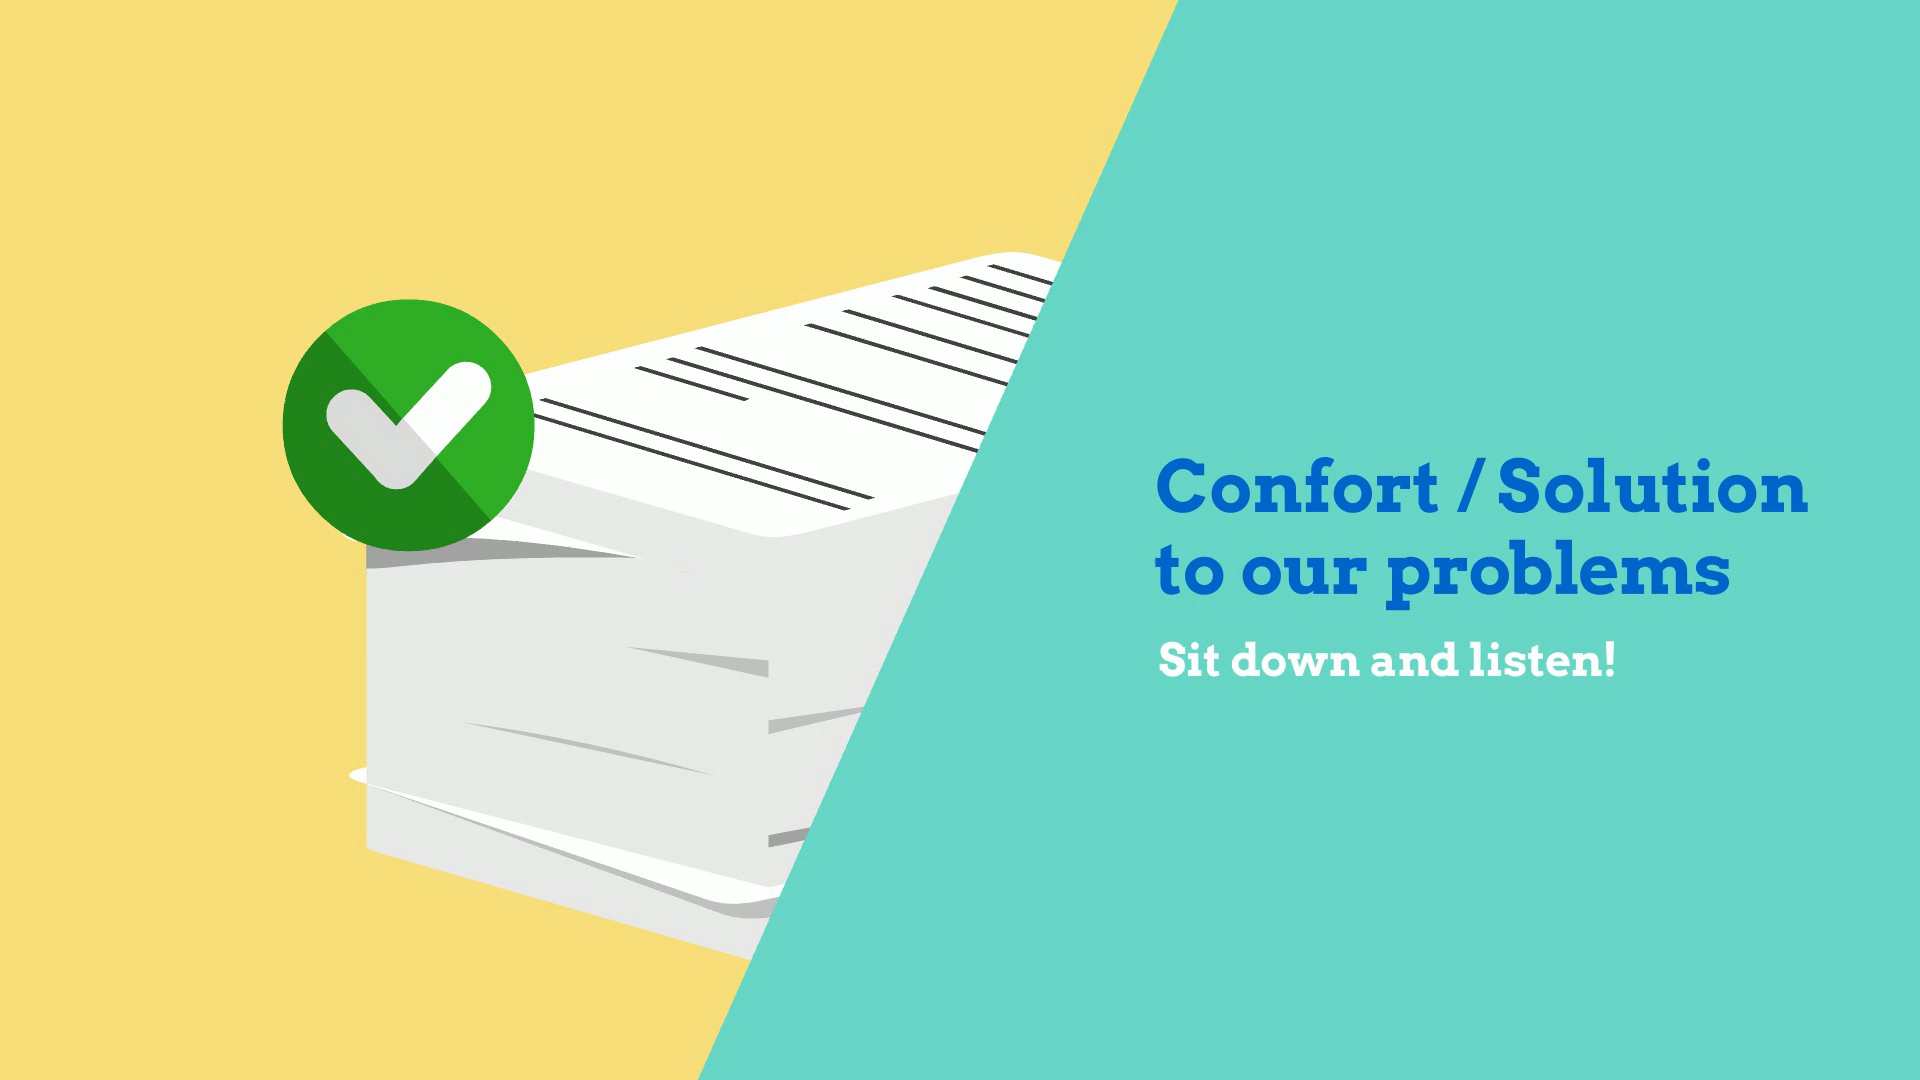 Confort / Solution
to our problems
Sit down and listen!